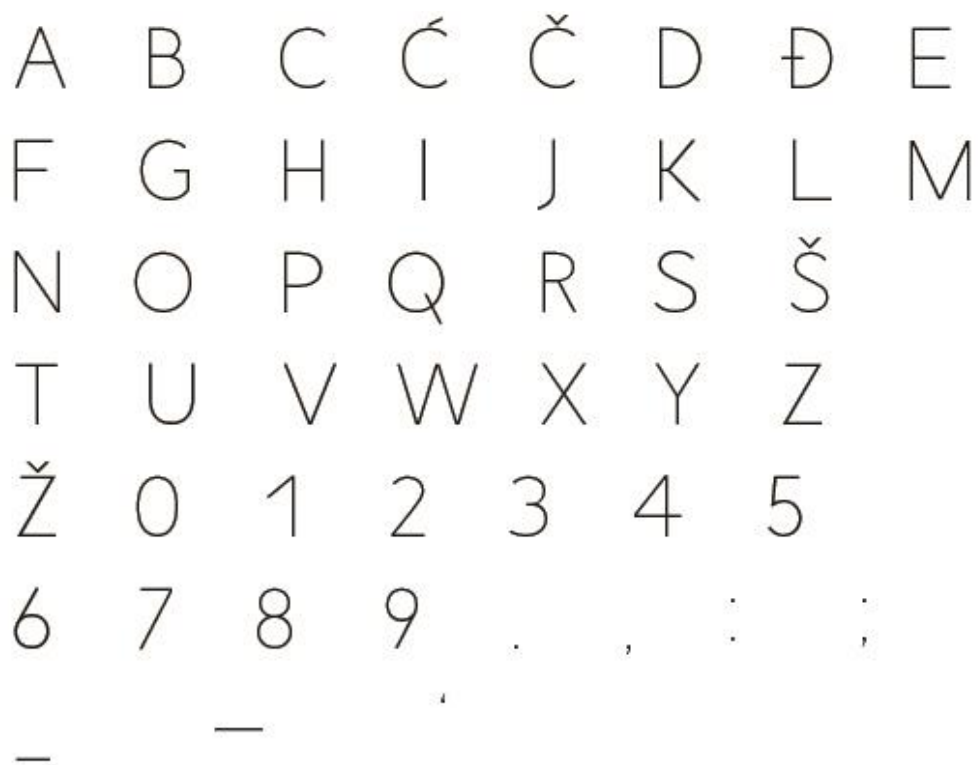 A B C Ć Č D Đ E
F G H I J K L M
N O P Q R S Š
T U V W X Y Z
Ž 0 1 2 3 4 5
6 7 8 9 . , : ;
_ — ‘